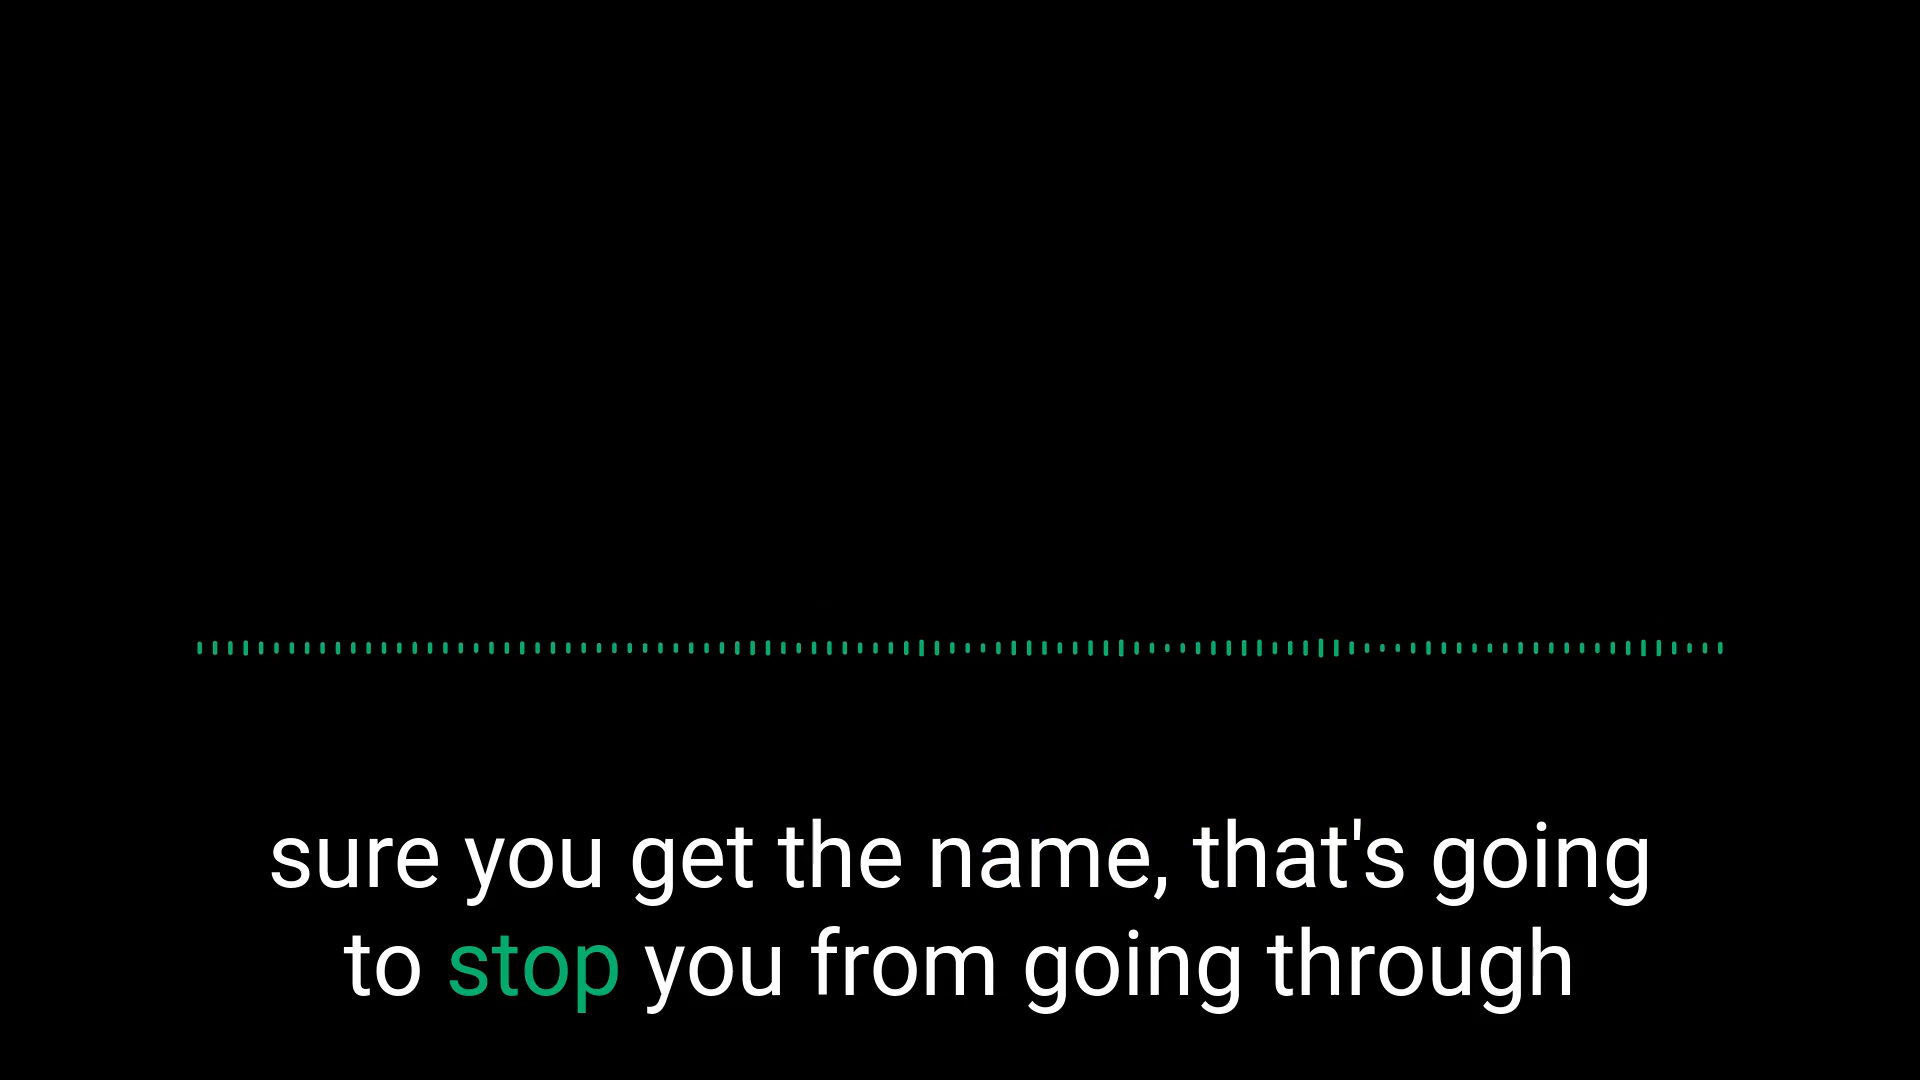 sure you get the name, that's going
to stop you from going through